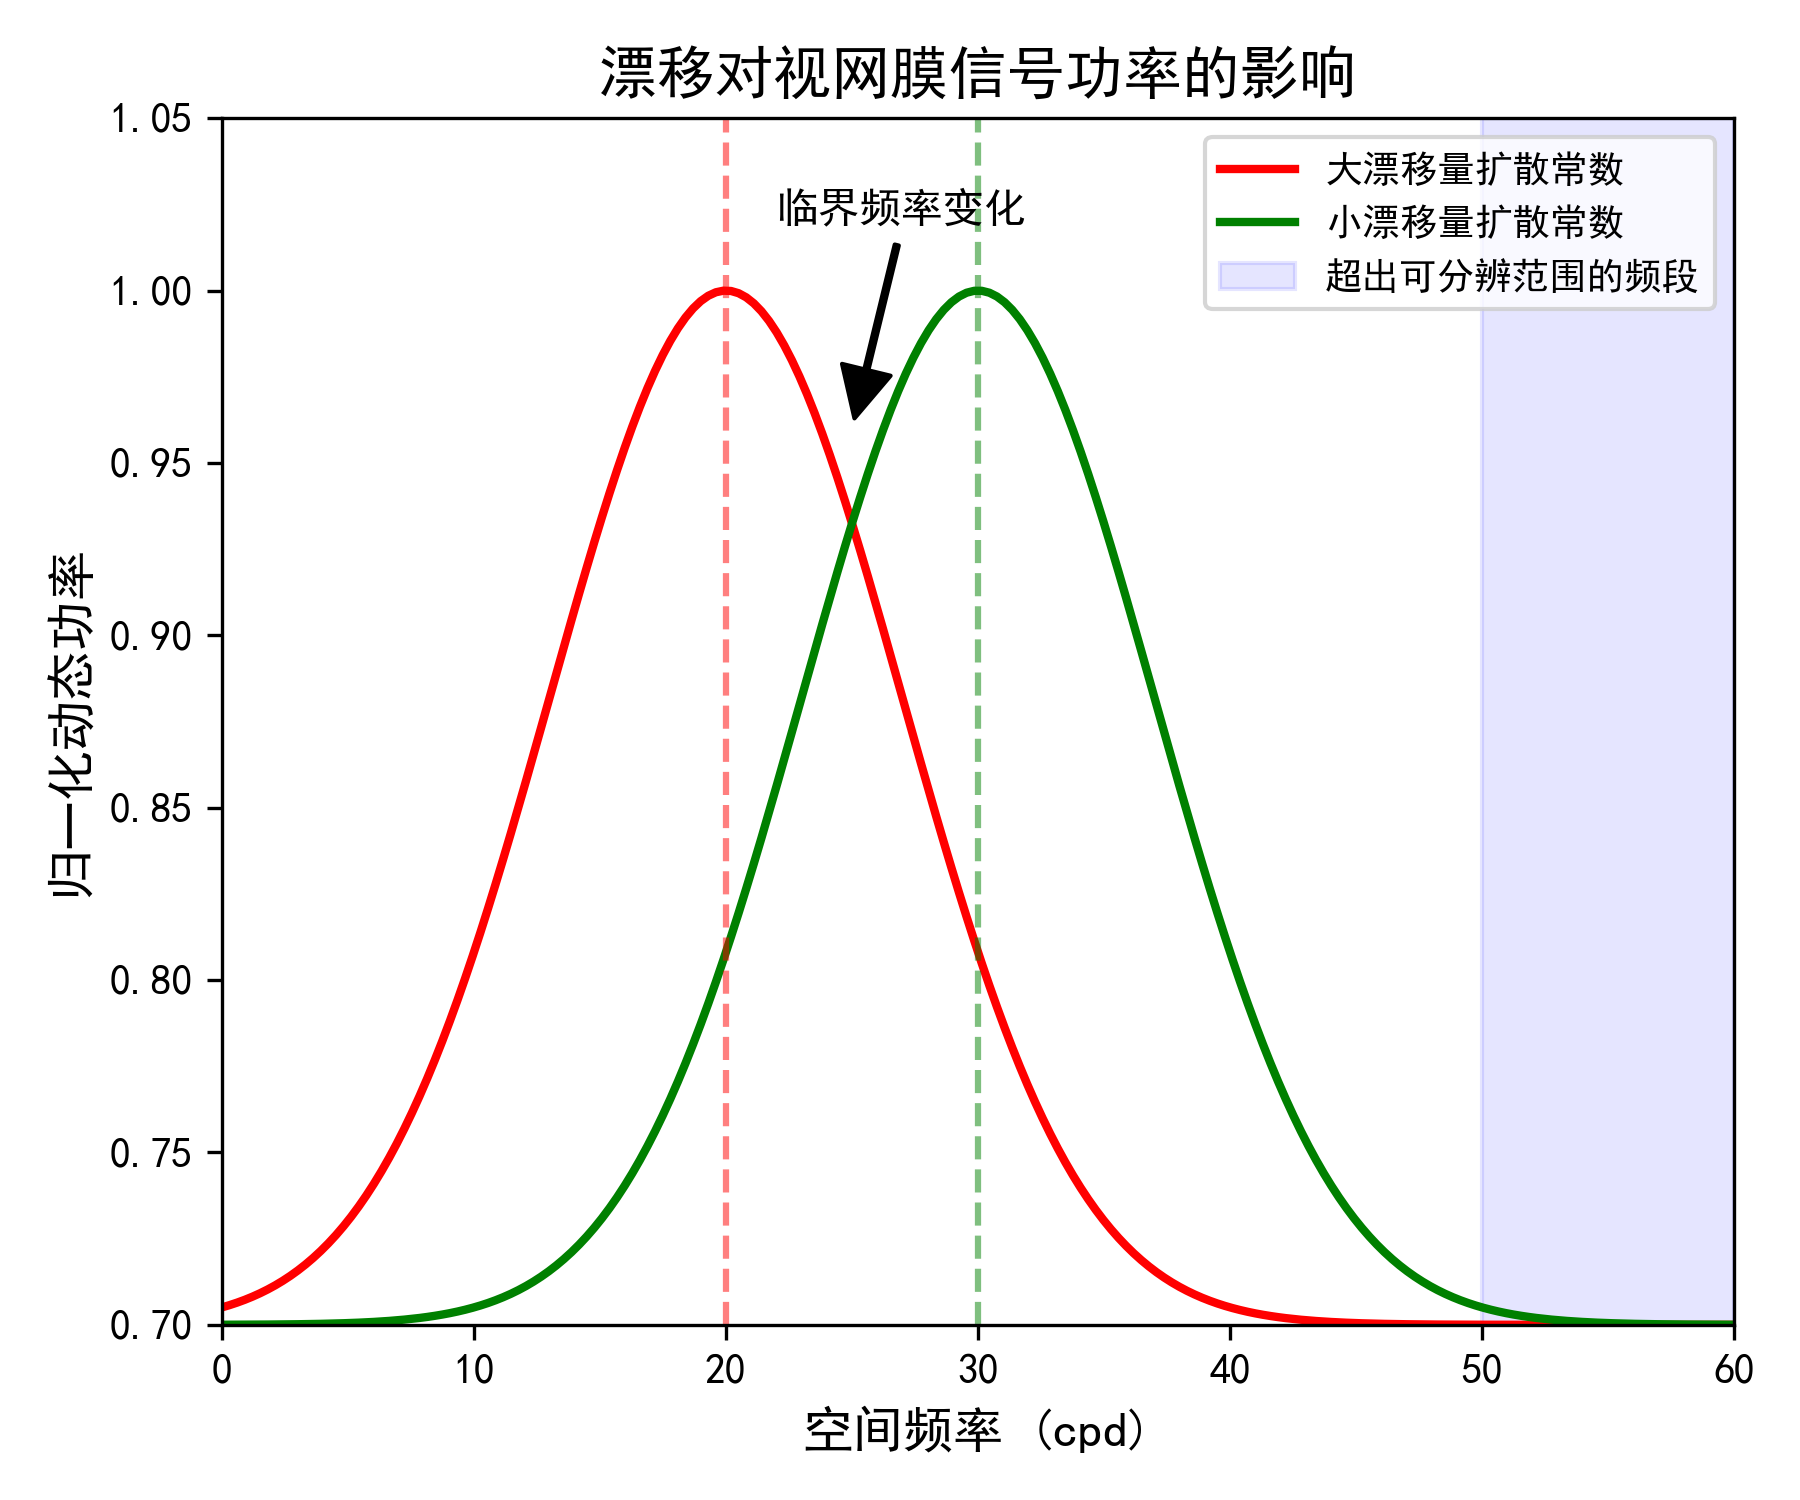 漂移对视网膜信号功率的影响
1.05
1.00
0.95
0.90
0.85
0.80
0.75
0.70
归一化动态功率
临界频率变化
大漂移量扩散常数
小漂移量扩散常数
超出可分辨范围的频段
0 10 20 30 40 50 60
空间频率 (cpd)